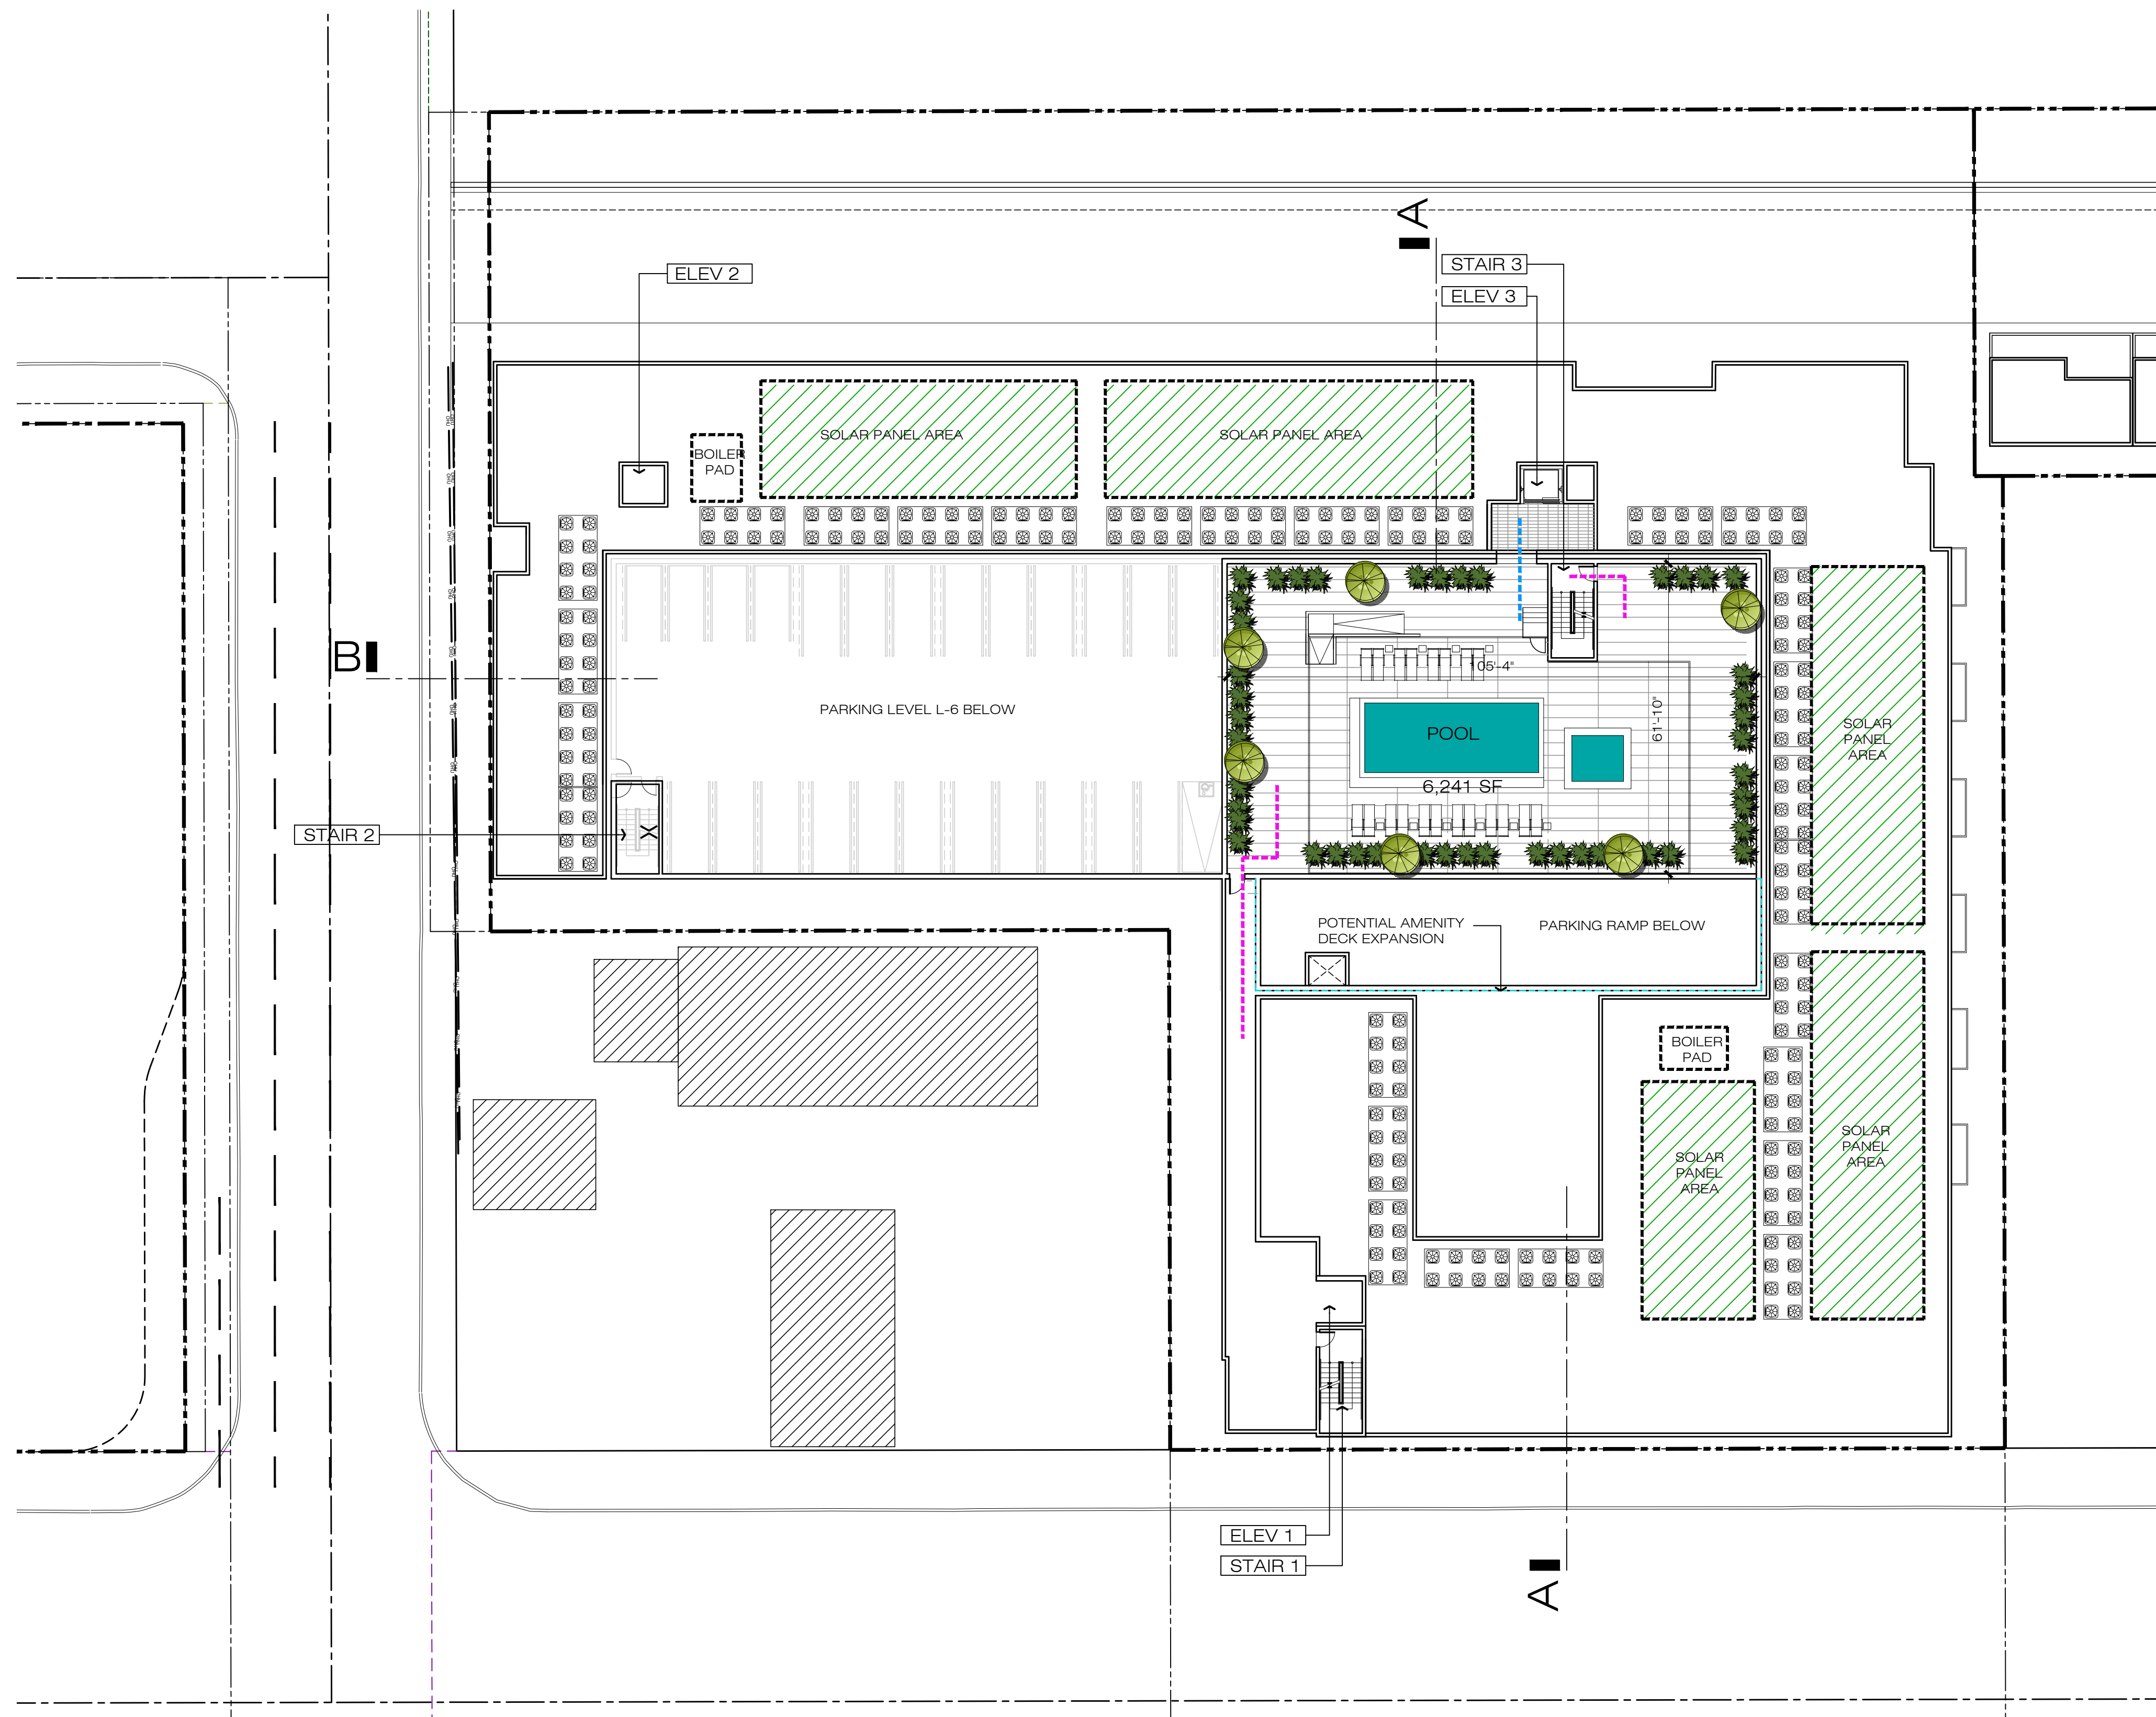 A
STAIR 3
ELEV 2
ELEV 3
SOLAR PANEL AREA
SOLAR PANEL AREA
BOILER
PAD
B
105'-4"
61'-10"
PARKING LEVEL L-6 BELOW
POOL
SOLAR
PANEL
AREA
6,241 SF
STAIR 2
POTENTIAL AMENITY
DECK EXPANSION
PARKING RAMP BELOW
BOILER
PAD
SOLAR
PANEL
AREA
SOLAR
PANEL
AREA
ELEV 1
STAIR 1
A